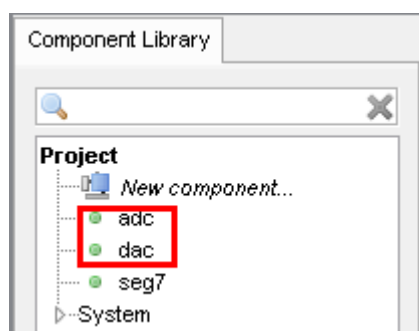 Component Library
Project
New component...
adc
dac
seg7
System